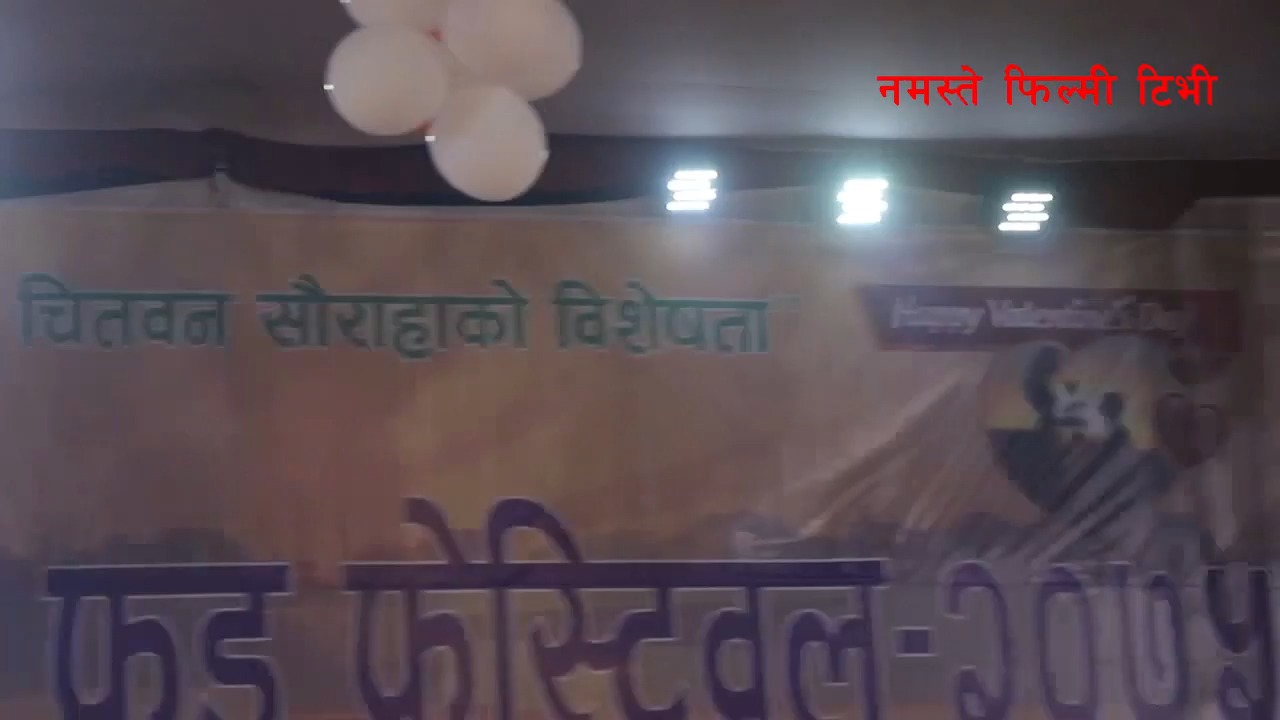 नमस्ते फिल्मी टिभी
चितवन सौराहाको विशेषता
Happy Valentine's Day
फुड फेस्टिवल-२०७५